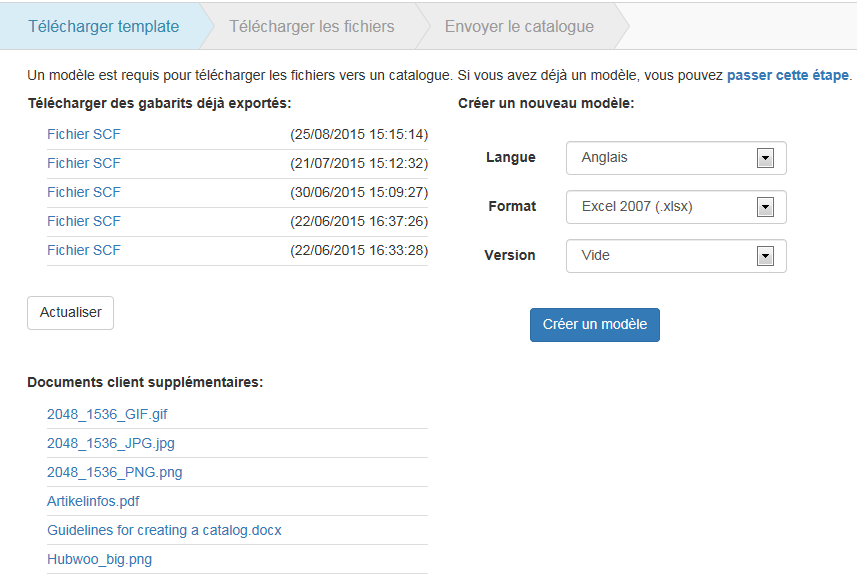 Télécharger template
Télécharger les fichiers
Envoyer le catalogue
Un modèle est requis pour télécharger les fichiers vers un catalogue. Si vous avez déjà un modèle, vous pouvez passer cette étape.
Télécharger des gabarits déjà exportés:
Fichier SCF (25/08/2015 15:15:14)
Fichier SCF (21/07/2015 15:12:32)
Fichier SCF (30/06/2015 15:09:27)
Fichier SCF (22/06/2015 16:37:26)
Fichier SCF (22/06/2015 16:33:28)
Actualiser
Créer un nouveau modèle:
Langue Anglais
Format Excel 2007 (.xlsx)
Version Vide
Créer un modèle
Documents client supplémentaires:
2048_1536_GIF.gif
2048_1536_JPG.jpg
2048_1536_PNG.png
Artikelinfos.pdf
Guidelines for creating a catalog.docx
Hubwoo_big.png